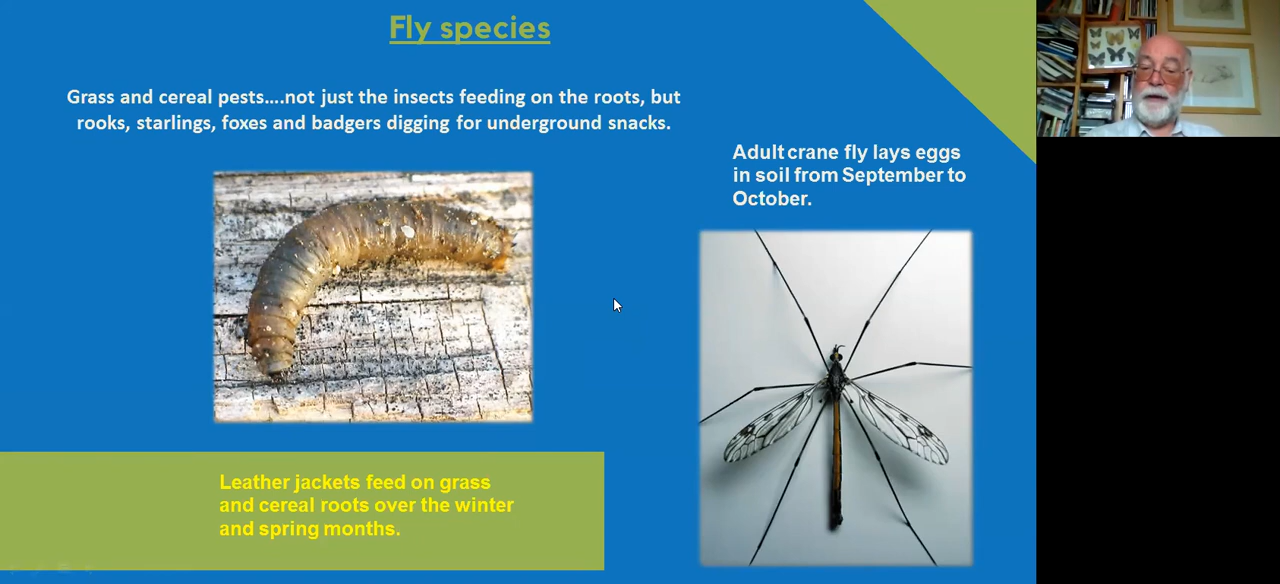 Fly species
Grass and cereal pests....not just the insects feeding on the roots, but
rooks, starlings, foxes and badgers digging for underground snacks.
Adult crane fly lays eggs
in soil from September to
October.
Leather jackets feed on grass
and cereal roots over the winter
and spring months.